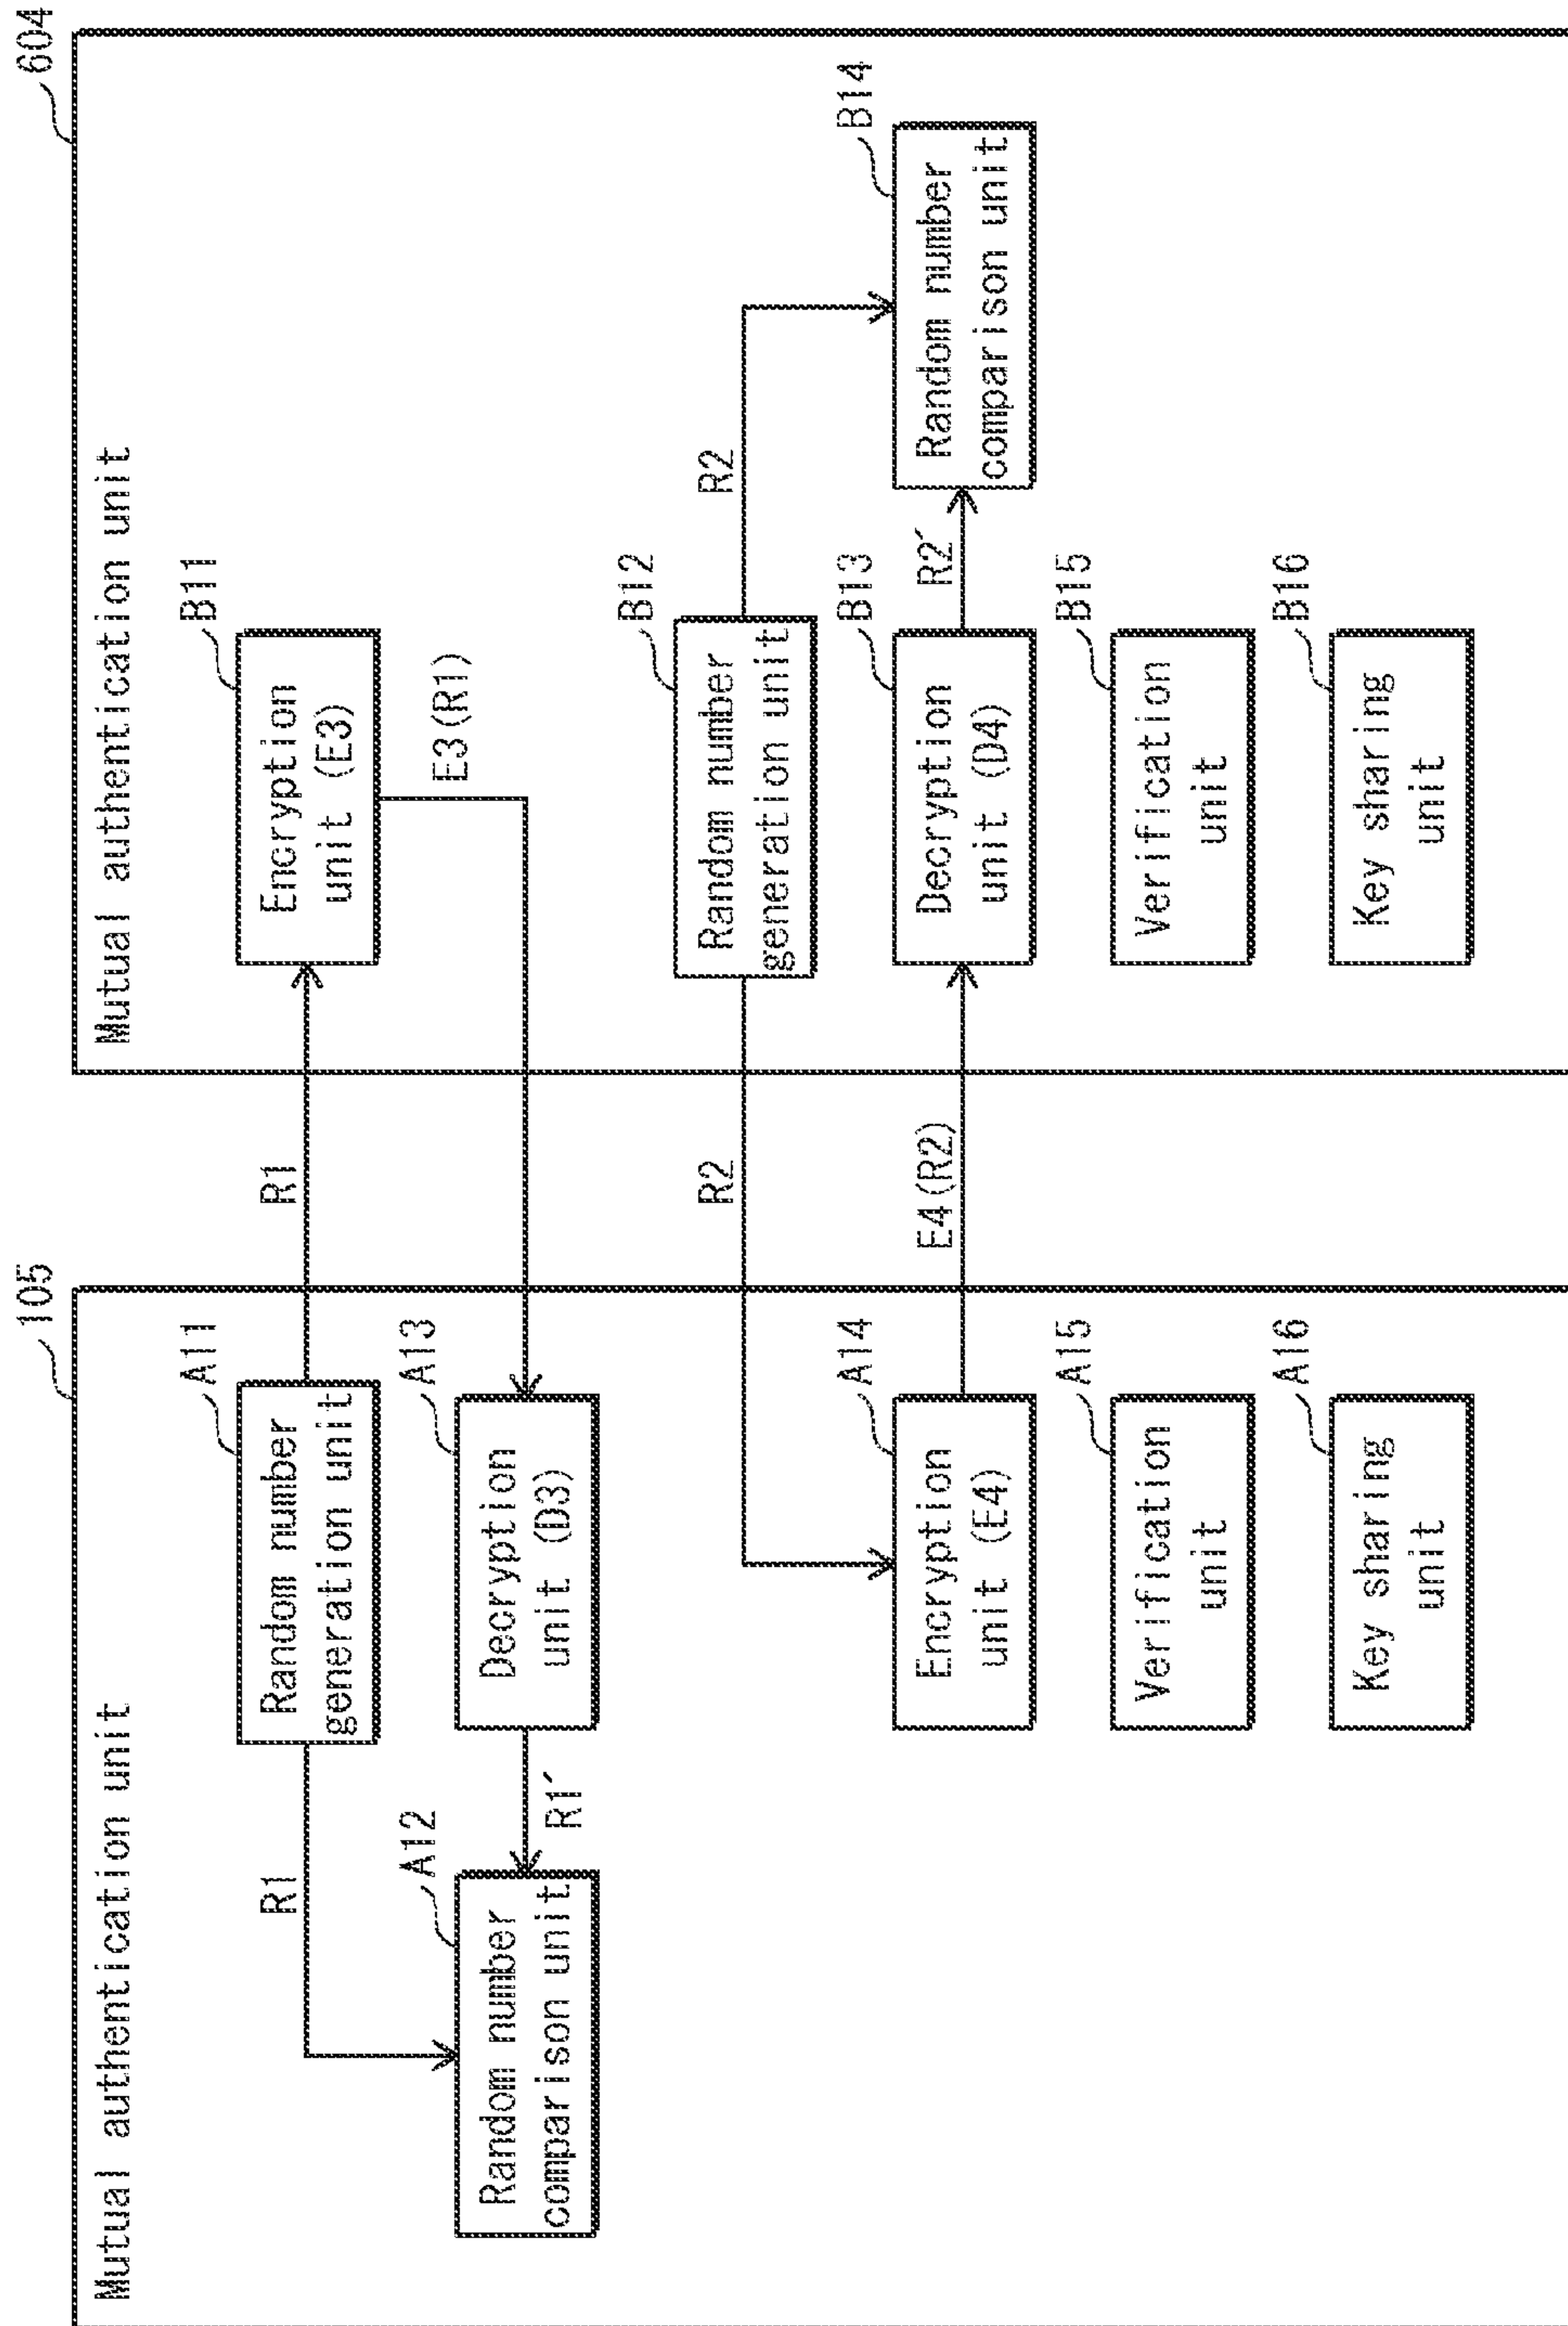 105
Mutual authentication unit
A11
Random number
generation unit
R1
R1
A12
Random number
comparison unit
A13
Decryption
unit (D3)
R1´
A14
Encryption
unit (E4)
A15
Verification
unit
A16
Key sharing
unit
R2
E4(R2)
604
Mutual authentication unit
B11
Encryption
unit (E3)
E3(R1)
B12
Random number
generation unit
R2
B13
Decryption
unit (D4)
R2´
B14
Random number
comparison unit
B15
Verification
unit
B16
Key sharing
unit